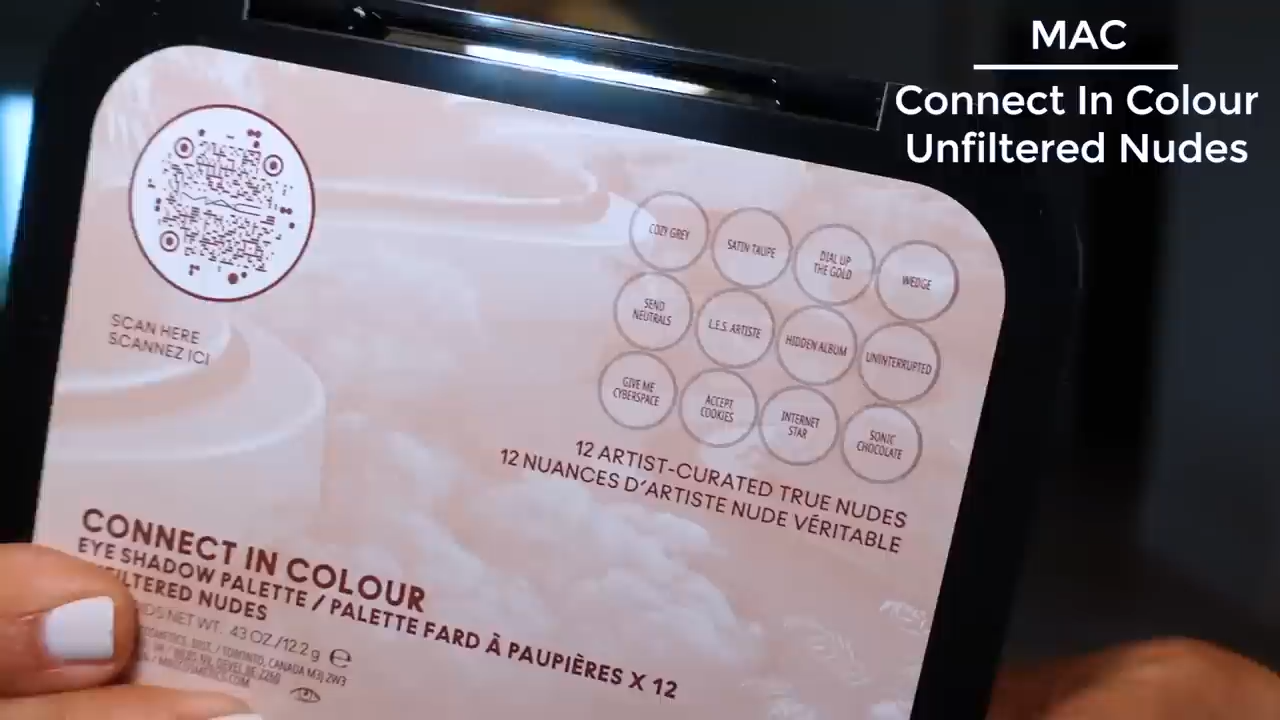 MAC
Connect In Colour
Unfiltered Nudes
SCAN HERE
SCANNEZ ICI
COZY GREY
SATIN TAUPE
DIAL UP
THE GOLD
WEDGE
SEND
NEUTRALS
L.E.S. ARTISTE
HIDDEN ALBUM
UNINTERRUPTED
GIVE ME
CYBERSPACE
ACCEPT
COOKIES
INTERNET
STAR
SONIC
CHOCOLATE
12 ARTIST-CURATED TRUE NUDES
12 NUANCES D'ARTISTE NUDE VÉRITABLE
CONNECT IN COLOUR
EYE SHADOW PALETTE / PALETTE FARD À PAUPIÈRES X 12
NUDES
NET WT. .43 OZ./12.2 g ℮
DIST. / TORONTO, CANADA M3J 2W3